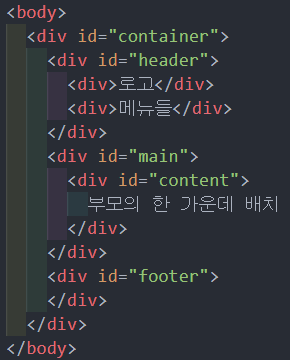 <body>
<div id="container">
<div id="header">
<div>로고</div>
<div>메뉴들</div>
</div>
<div id="main">
<div id="content">
부모의 한 가운데 배치
</div>
</div>
<div id="footer">
</div>
</div>
</body>